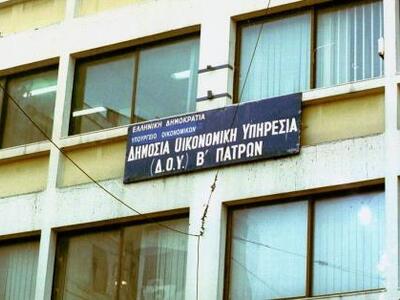 ΕΛΛΗΝΙΚΗ ΔΗΜΟΚΡΑΤΙΑ
ΥΠΟΥΡΓΕΙΟ ΟΙΚΟΝΟΜΙΚΩΝ
ΔΗΜΟΣΙΑ ΟΙΚΟΝΟΜΙΚΗ ΥΠΗΡΕΣΙΑ
(Δ.Ο.Υ.) Β΄ ΠΑΤΡΩΝ